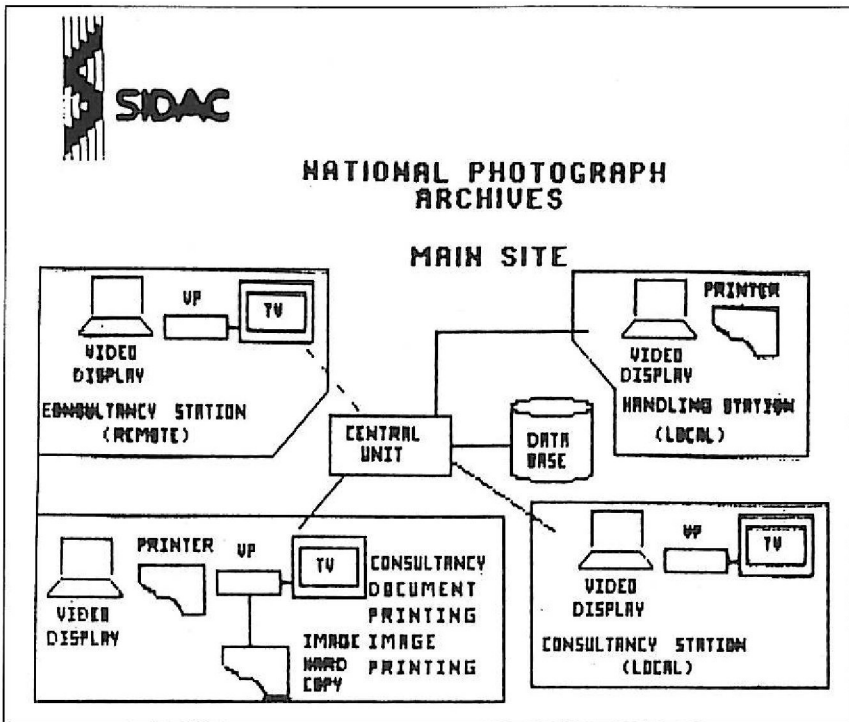 SIDAC
NATIONAL PHOTOGRAPH
ARCHIVES
MAIN SITE
VP
TV
VIDEO
DISPLAY
CONSULTANCY STATION
(REMOTE)
PRINTER
VIDEO
DISPLAY
HANDLING STATION
(LOCAL)
CENTRAL
UNIT
DATA
BASE
PRINTER
VP
TV
VIDEO
DISPLAY
CONSULTANCY
DOCUMENT
PRINTING
IMAGE
PRINTING
IMAGE
HARD
COPY
VP
TV
VIDEO
DISPLAY
CONSULTANCY STATION
(LOCAL)